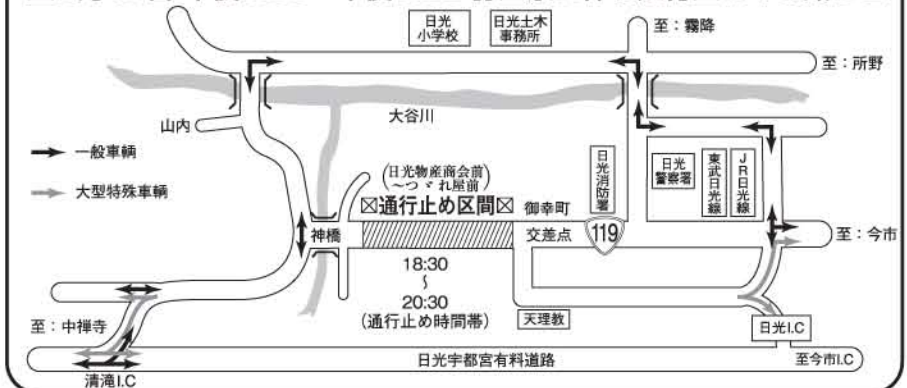 日光
小学校
日光土木
事務所
至：霧降
至：所野
大谷川
山内
一般車輌
大型特殊車輌
(日光物産商会前)
〜つゞれ屋前
☒通行止め区間☒
御幸町
交差点
119
日光消防署
日光
警察署
東武日光線
JR日光線
神橋
18:30
〜
20:30
(通行止め時間帯)
至：今市
至：中禅寺
天理教
日光I.C
日光宇都宮有料道路
至今市I.C
清滝I.C